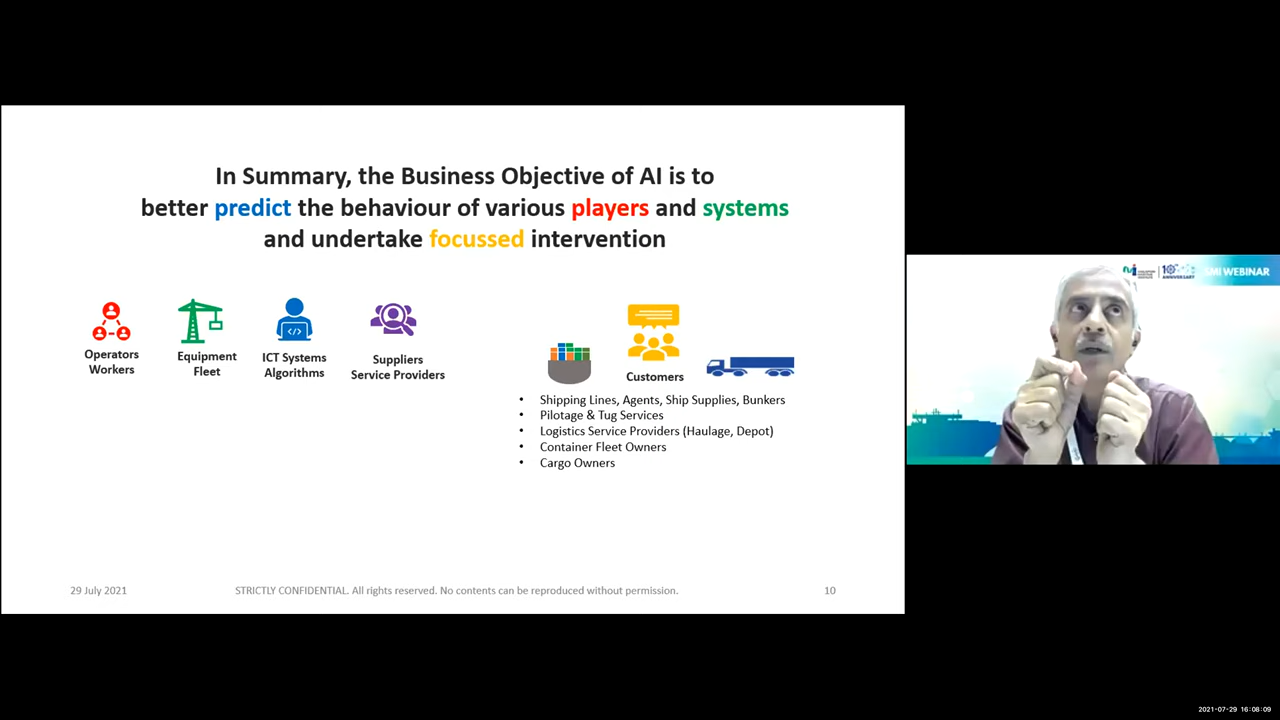 In Summary, the Business Objective of AI is to
better predict the behaviour of various players and systems
and undertake focussed intervention
Operators
Workers
Equipment
Fleet
ICT Systems
Algorithms
Suppliers
Service Providers
Customers
• Shipping Lines, Agents, Ship Supplies, Bunkers
• Pilotage & Tug Services
• Logistics Service Providers (Haulage, Depot)
• Container Fleet Owners
• Cargo Owners
29 July 2021
STRICTLY CONFIDENTIAL. All rights reserved. No contents can be reproduced without permission.
10
MI WEBINAR
ANNIVERSARY
2021-07-29 16:08:09